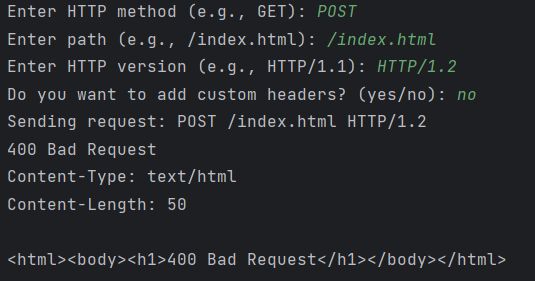 Enter HTTP method (e.g., GET): POST
Enter path (e.g., /index.html): /index.html
Enter HTTP version (e.g., HTTP/1.1): HTTP/1.2
Do you want to add custom headers? (yes/no): no
Sending request: POST /index.html HTTP/1.2
400 Bad Request
Content-Type: text/html
Content-Length: 50

<html><body><h1>400 Bad Request</h1></body></html>